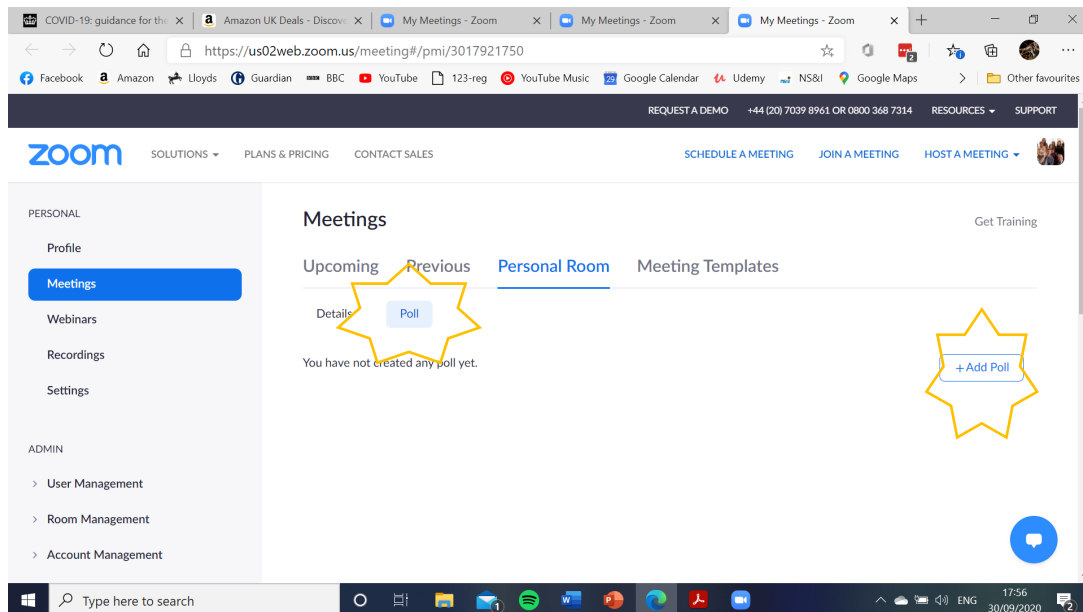 COVID-19: guidance for the
Amazon UK Deals - Discove
My Meetings - Zoom
My Meetings - Zoom
My Meetings - Zoom
https://us02web.zoom.us/meeting#/pmi/3017921750
2
1
Facebook a Amazon Lloyds Guardian BBC YouTube 123-reg YouTube Music 29 Google Calendar Udemy NS&I Google Maps Other favourites
REQUEST A DEMO +44 (20) 7039 8961 OR 0800 368 7314 RESOURCES SUPPORT
zoom SOLUTIONS PLANS & PRICING CONTACT SALES SCHEDULE A MEETING JOIN A MEETING HOST A MEETING
PERSONAL
Profile
Meetings
Webinars
Recordings
Settings
ADMIN
User Management
Room Management
Account Management
Meetings
Get Training
Upcoming Previous Personal Room Meeting Templates
Details Poll
You have not created any poll yet.
+Add Poll
Type here to search
1
ENG
17:56
30/09/2020
2